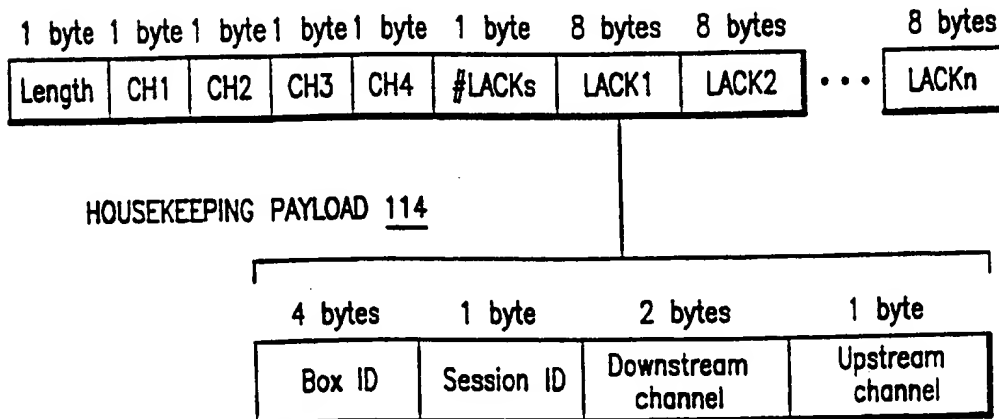 1 byte 1 byte 1 byte 1 byte 1 byte 1 byte 8 bytes 8 bytes 8 bytes
Length CH1 CH2 CH3 CH4 #LACKs LACK1 LACK2 ••• LACKn
HOUSEKEEPING PAYLOAD 114
4 bytes 1 byte 2 bytes 1 byte
Box ID Session ID Downstream channel Upstream channel